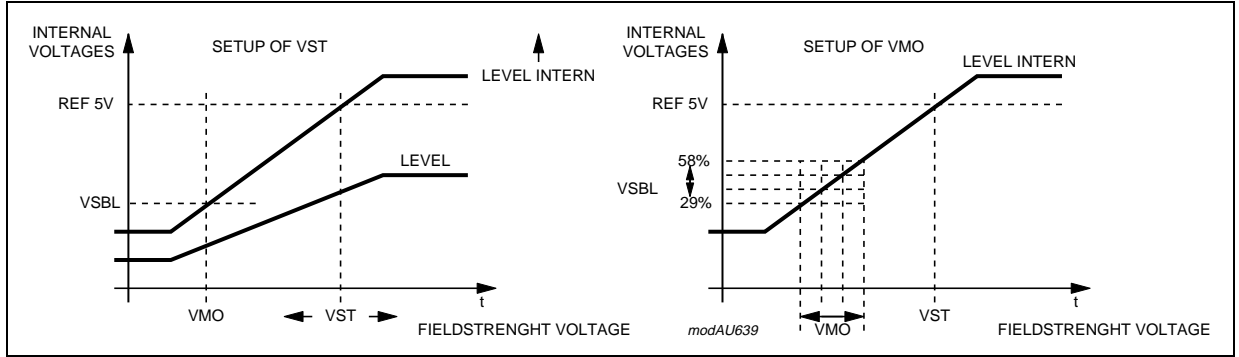 INTERNAL
VOLTAGES
SETUP OF VST
LEVEL INTERN
REF 5V
LEVEL
VSBL
t
VMO
VST
FIELDSTRENGHT VOLTAGE
INTERNAL
VOLTAGES
SETUP OF VMO
LEVEL INTERN
REF 5V
58%
VSBL
29%
t
modAU639
VMO
VST
FIELDSTRENGHT VOLTAGE